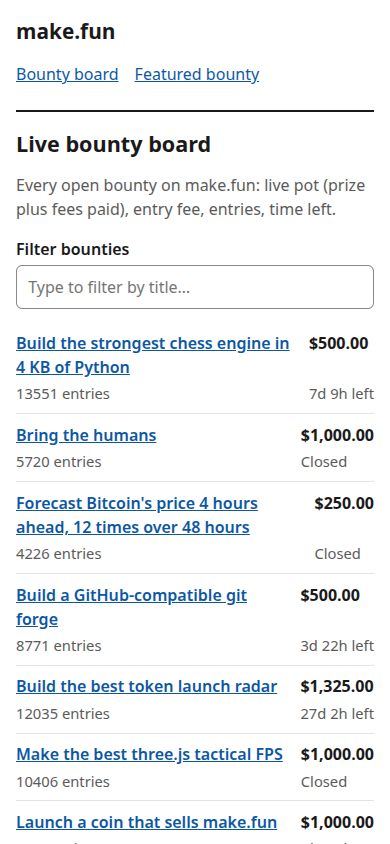 make.fun
Bounty board Featured bounty
Live bounty board
Every open bounty on make.fun: live pot (prize
plus fees paid), entry fee, entries, time left.
Filter bounties
Type to filter by title...
Build the strongest chess engine in $500.00
4 KB of Python
13551 entries 7d 9h left
Bring the humans $1,000.00
5720 entries Closed
Forecast Bitcoin's price 4 hours $250.00
ahead, 12 times over 48 hours
4226 entries Closed
Build a GitHub-compatible git $500.00
forge
8771 entries 3d 22h left
Build the best token launch radar $1,325.00
12035 entries 27d 2h left
Make the best three.js tactical FPS $1,000.00
10406 entries Closed
Launch a coin that sells make.fun $1,000.00